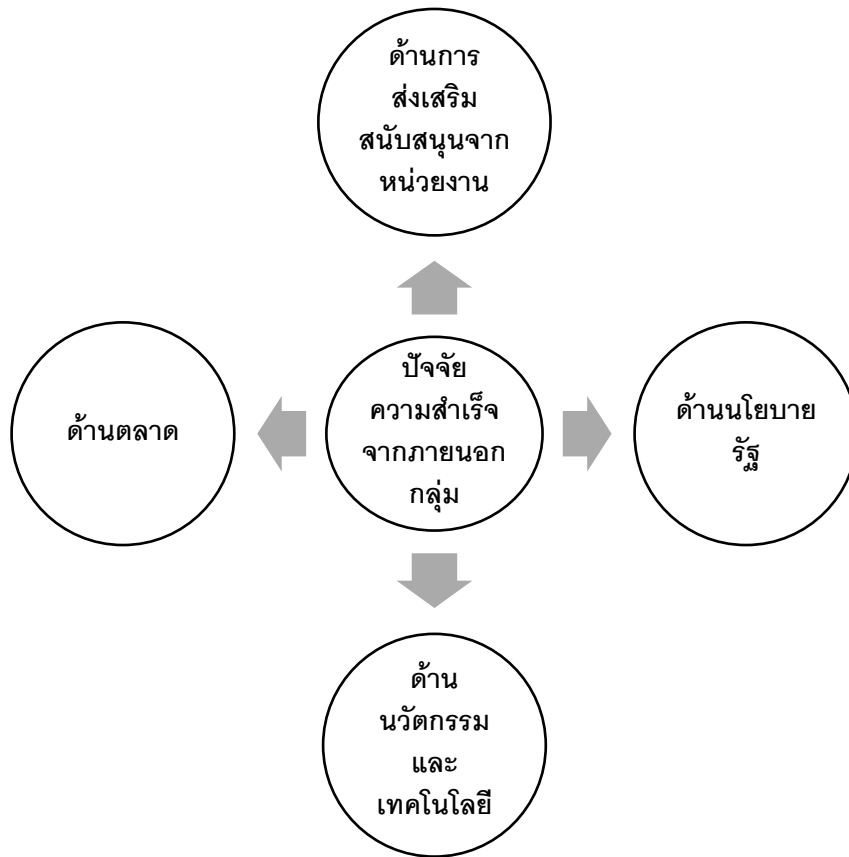 ด้านการ
ส่งเสริม
สนับสนุนจาก
หน่วยงาน
ด้านตลาด
ปัจจัย
ความสำเร็จ
จากภายนอก
กลุ่ม
ด้านนโยบาย
รัฐ
ด้าน
นวัตกรรม
และ
เทคโนโลยี